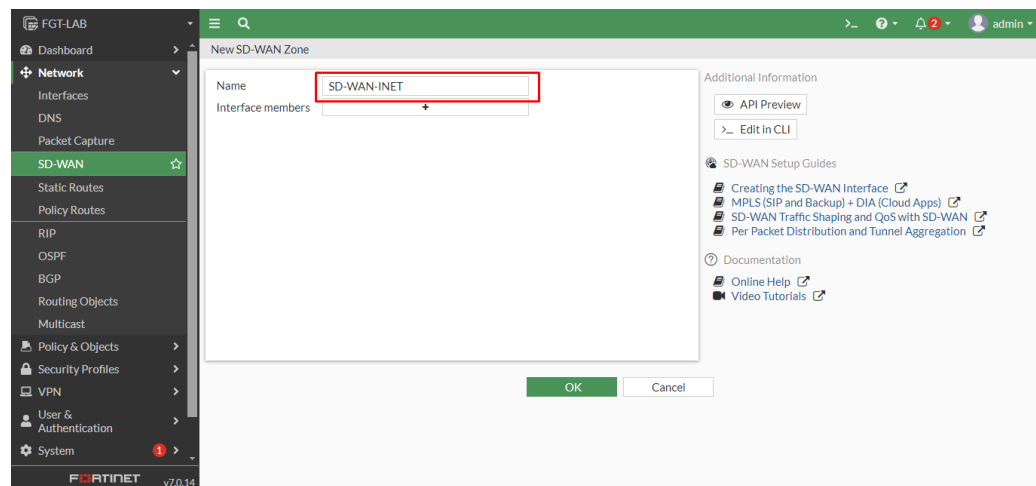 FGT-LAB
>_
2
admin
Dashboard
New SD-WAN Zone
Network
Interfaces
DNS
Packet Capture
SD-WAN
Static Routes
Policy Routes
RIP
OSPF
BGP
Routing Objects
Multicast
Policy & Objects
Security Profiles
VPN
User &
Authentication
System
1
FORTINET
v7.0.14
Name
SD-WAN-INET
Interface members
+
OK
Cancel
Additional Information
API Preview
>_ Edit in CLI
SD-WAN Setup Guides
Creating the SD-WAN Interface
MPLS (SIP and Backup) + DIA (Cloud Apps)
SD-WAN Traffic Shaping and QoS with SD-WAN
Per Packet Distribution and Tunnel Aggregation
Documentation
Online Help
Video Tutorials